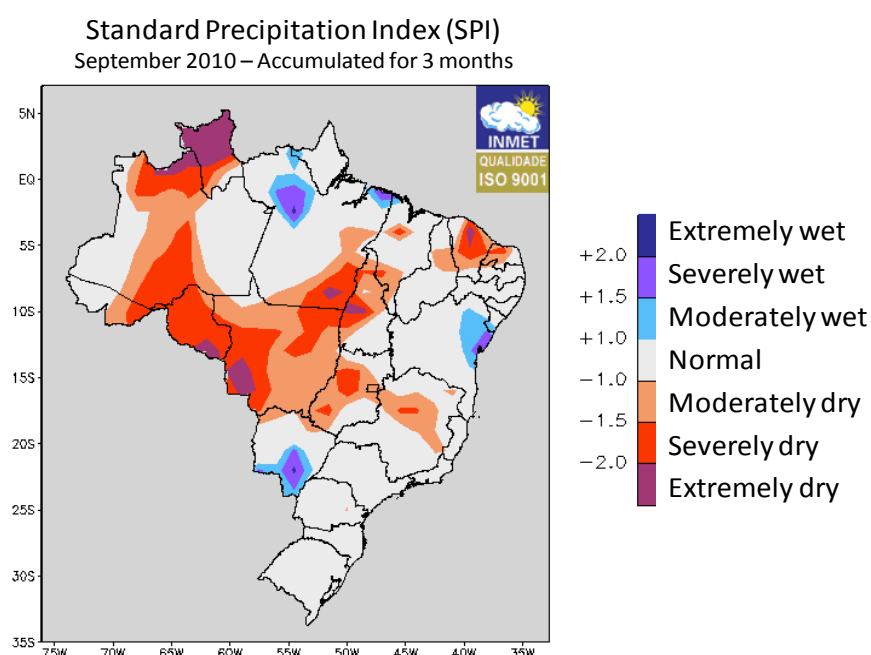 Standard Precipitation Index (SPI)
September 2010 – Accumulated for 3 months
INMET
QUALIDADE
ISO 9001
5N
EQ
5S
10S
15S
20S
25S
30S
35S
75W 70W 65W 60W 55W 50W 45W 40W 35W
Extremely wet
+2.0
Severely wet
+1.5
Moderately wet
+1.0
Normal
−1.0
Moderately dry
−1.5
Severely dry
−2.0
Extremely dry